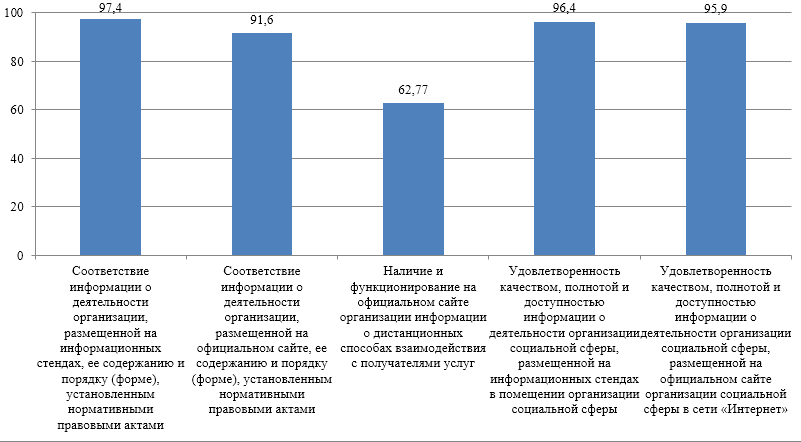 100
80
60
40
20
0
97,4
91,6
62,77
96,4
95,9
Соответствие
информации о
деятельности
организации,
размещенной на
информационных
стендах, ее содержанию и
порядку (форме),
установленным
нормативными
правовыми актами
Соответствие
информации о
деятельности
организации,
размещенной на
официальном сайте, ее
содержанию и порядку
(форме), установленным
нормативными
правовыми актами
Наличие и
функционирование на
официальном сайте
организации информации
о дистанционных
способах взаимодействия
с получателями услуг
Удовлетворенность
качеством, полнотой и
доступностью
информации о
деятельности организации
социальной сферы,
размещенной на
информационных стендах
в помещении организации
социальной сферы
Удовлетворенность
качеством, полнотой и
доступностью
информации о
деятельности организации
социальной сферы,
размещенной на
официальном сайте
организации социальной
сферы в сети «Интернет»